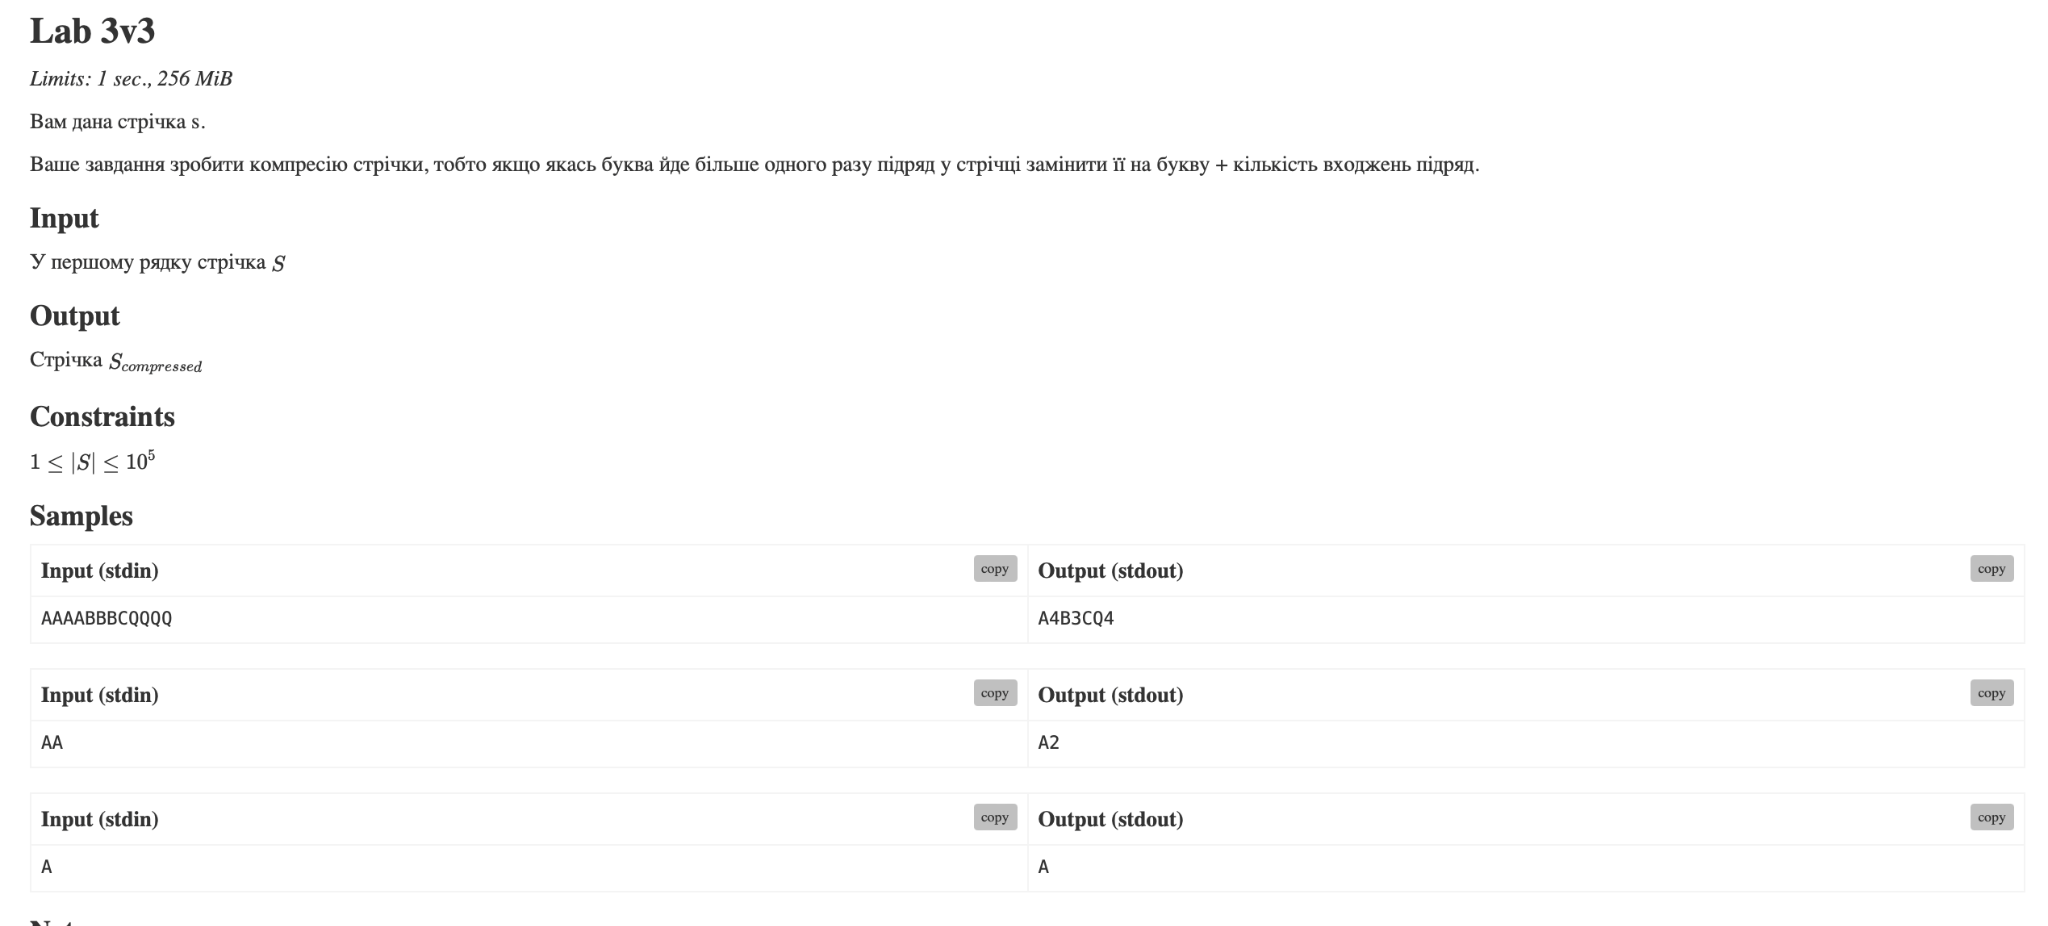 Lab 3v3
Limits: 1 sec., 256 MiB
Вам дана стрічка s.
Ваше завдання зробити компресію стрічки, тобто якщо якась буква йде більше одного разу підряд у стрічці замінити її на букву + кількість входжень підряд.
Input
У першому рядку стрічка S
Output
Стрічка S_compressed
Constraints
1 ≤ |S| ≤ 10^5
Samples
Input (stdin) copy Output (stdout) copy
AAAABBBCQQQQ A4B3CQ4
Input (stdin) copy Output (stdout) copy
AA A2
Input (stdin) copy Output (stdout) copy
A A